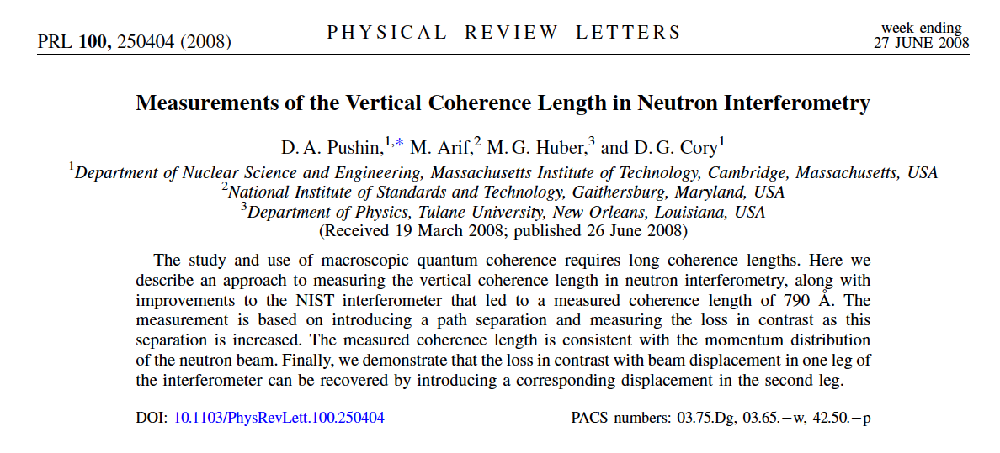 PRL 100, 250404 (2008)
PHYSICAL REVIEW LETTERS
week ending
27 JUNE 2008
Measurements of the Vertical Coherence Length in Neutron Interferometry
D. A. Pushin,1,* M. Arif,2 M. G. Huber,3 and D. G. Cory1
1Department of Nuclear Science and Engineering, Massachusetts Institute of Technology, Cambridge, Massachusetts, USA
2National Institute of Standards and Technology, Gaithersburg, Maryland, USA
3Department of Physics, Tulane University, New Orleans, Louisiana, USA
(Received 19 March 2008; published 26 June 2008)
The study and use of macroscopic quantum coherence requires long coherence lengths. Here we
describe an approach to measuring the vertical coherence length in neutron interferometry, along with
improvements to the NIST interferometer that led to a measured coherence length of 790 Å. The
measurement is based on introducing a path separation and measuring the loss in contrast as this
separation is increased. The measured coherence length is consistent with the momentum distribution
of the neutron beam. Finally, we demonstrate that the loss in contrast with beam displacement in one leg of
the interferometer can be recovered by introducing a corresponding displacement in the second leg.
DOI: 10.1103/PhysRevLett.100.250404
PACS numbers: 03.75.Dg, 03.65.−w, 42.50.−p